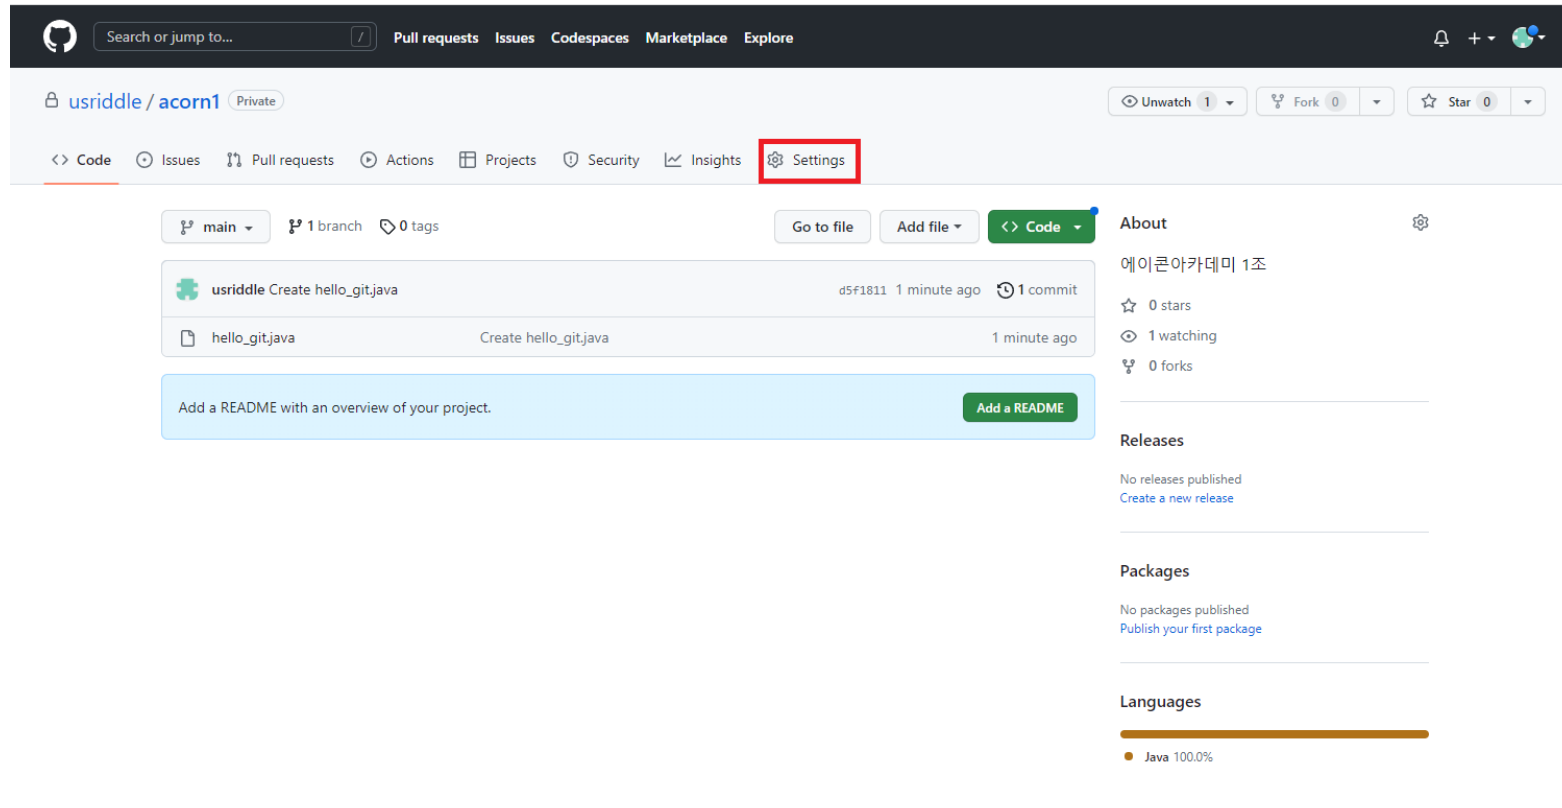 Search or jump to... / Pull requests Issues Codespaces Marketplace Explore
usriddle / acorn1 Private Unwatch 1 Fork 0 Star 0
<> Code Issues Pull requests Actions Projects Security Insights Settings
main 1 branch 0 tags Go to file Add file <> Code
usriddle Create hello_git.java d5f1811 1 minute ago 1 commit
hello_git.java Create hello_git.java 1 minute ago
Add a README with an overview of your project. Add a README
About
에이콘아카데미 1조
0 stars
1 watching
0 forks
Releases
No releases published
Create a new release
Packages
No packages published
Publish your first package
Languages
Java 100.0%